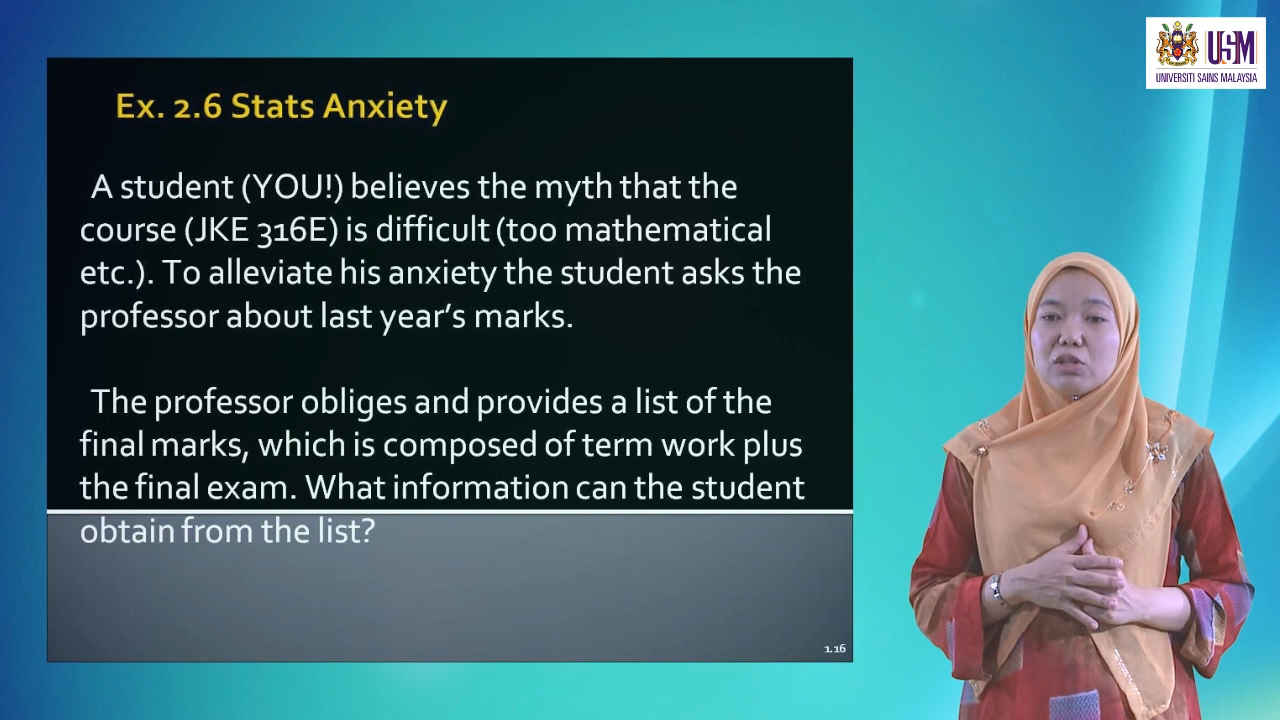 USM
UNIVERSITI SAINS MALAYSIA
Ex. 2.6 Stats Anxiety
A student (YOU!) believes the myth that the
course (JKE 316E) is difficult (too mathematical
etc.). To alleviate his anxiety the student asks the
professor about last year’s marks.
The professor obliges and provides a list of the
final marks, which is composed of term work plus
the final exam. What information can the student
obtain from the list?
1.16